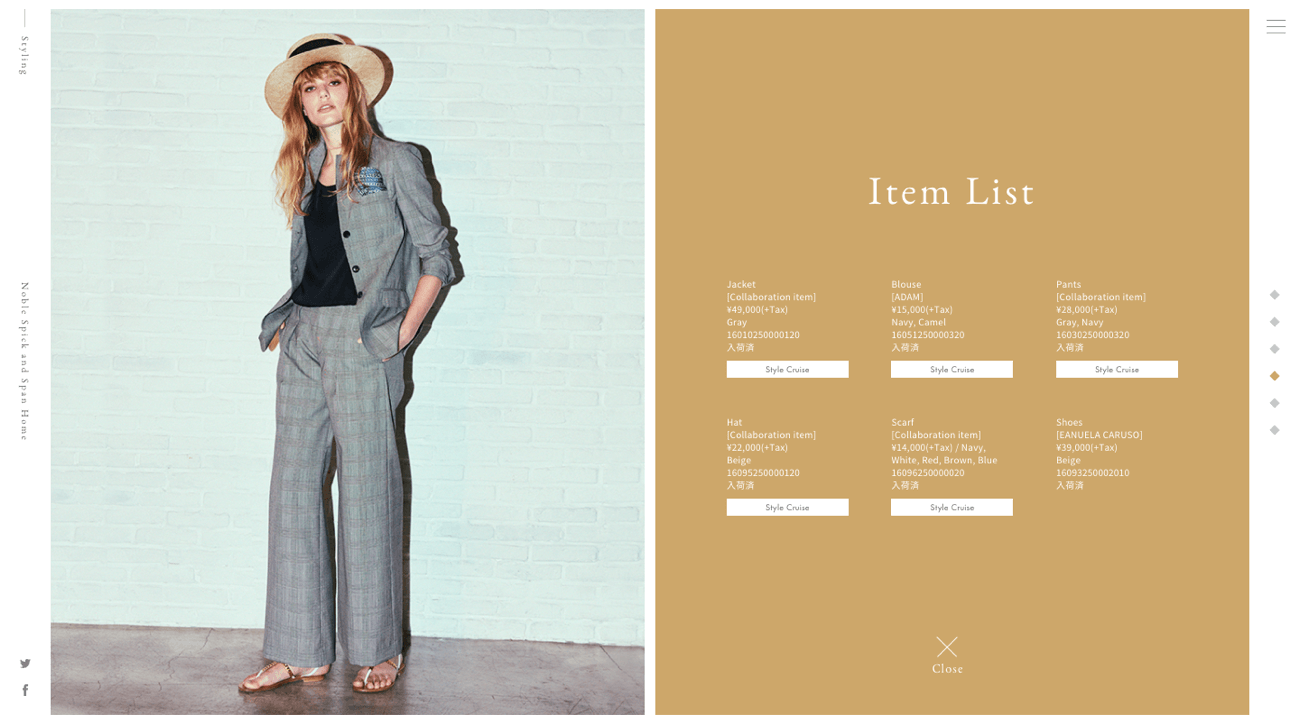 Styling
Noble Spick and Span Home
Item List
Jacket
[Collaboration item]
¥49,000(+Tax)
Gray
16010250000120
入荷済
Style Cruise
Blouse
[ADAM]
¥15,000(+Tax)
Navy, Camel
16051250000320
入荷済
Style Cruise
Pants
[Collaboration item]
¥28,000(+Tax)
Gray, Navy
16030250000320
入荷済
Style Cruise
Hat
[Collaboration item]
¥22,000(+Tax)
Beige
16095250000120
入荷済
Style Cruise
Scarf
[Collaboration item]
¥14,000(+Tax) / Navy,
White, Red, Brown, Blue
16096250000020
入荷済
Style Cruise
Shoes
[EANUELA CARUSO]
¥39,000(+Tax)
Beige
16093250002010
入荷済
Close